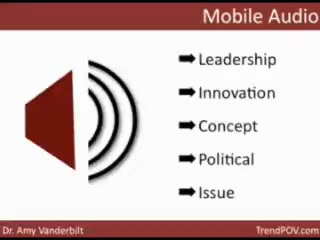 Mobile Audio
Leadership
Innovation
Concept
Political
Issue
Dr. Amy Vanderbilt
TrendPOV.com